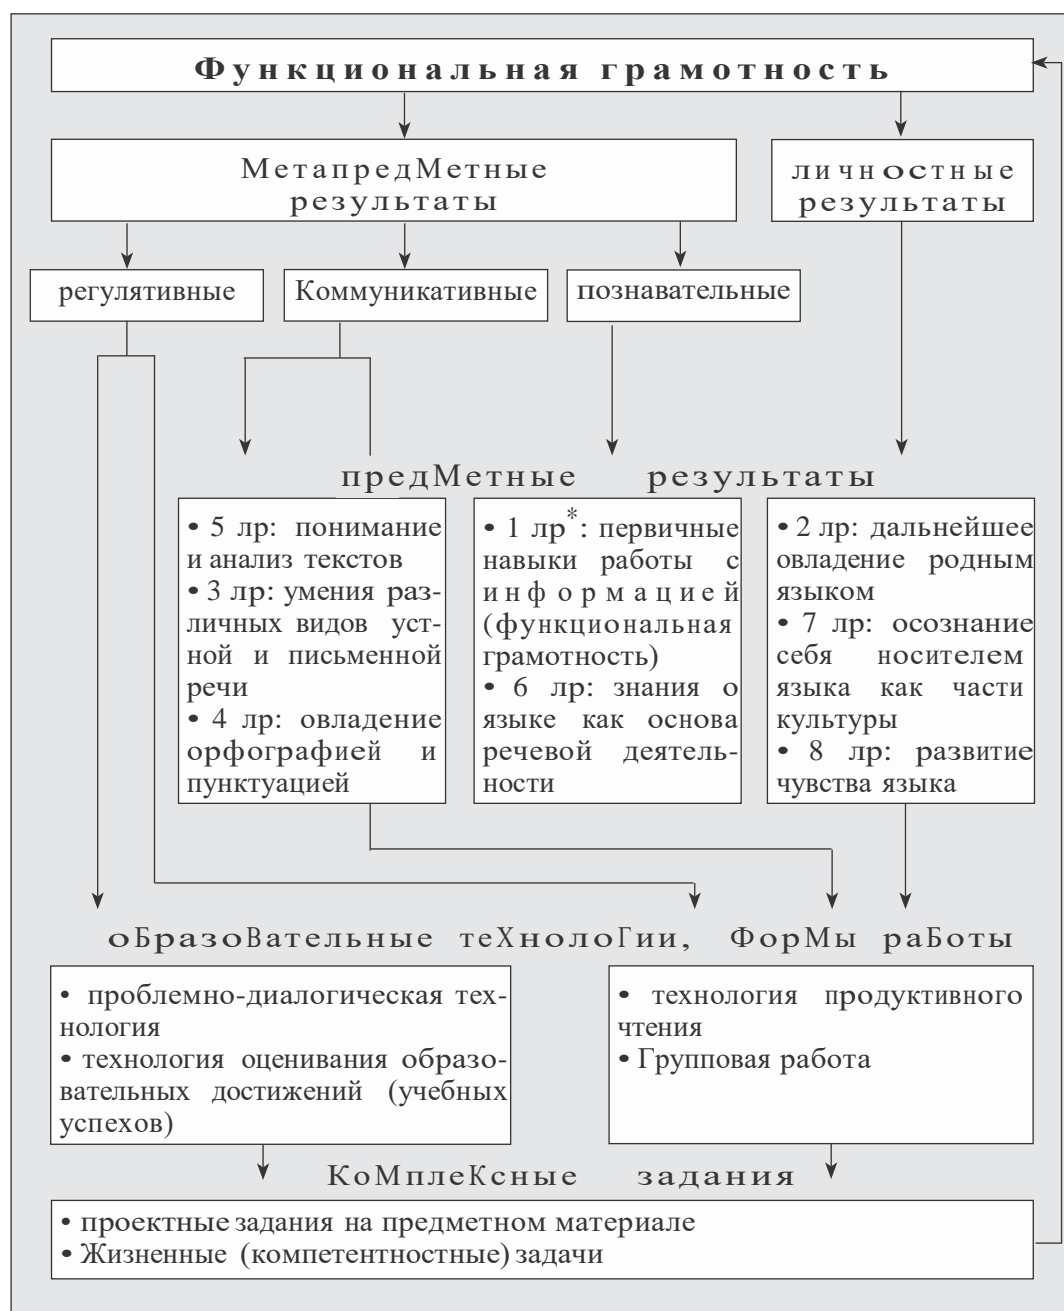 Функциональная грамотность
МетапредМетные
результаты
личностные
результаты
регулятивные
Коммуникативные
познавательные
предМетные результаты
• 5 лр: понимание
и анализ текстов
• 3 лр: умения раз-
личных видов уст-
ной и письменной
речи
• 4 лр: овладение
орфографией и
пунктуацией
• 1 лр*: первичные
навыки работы с
информацией
(функциональная
грамотность)
• 6 лр: знания о
языке как основа
речевой деятель-
ности
• 2 лр: дальнейшее
овладение родным
языком
• 7 лр: осознание
себя носителем
языка как части
культуры
• 8 лр: развитие
чувства языка
оБразоВательные теХнолоГии, ФорМы раБоты
• проблемно-диалогическая тех-
нология
• технология оценивания образо-
вательных достижений (учебных
успехов)
• технология продуктивного
чтения
• Групповая работа
КоМплеКсные задания
• проектные задания на предметном материале
• Жизненные (компетентностные) задачи